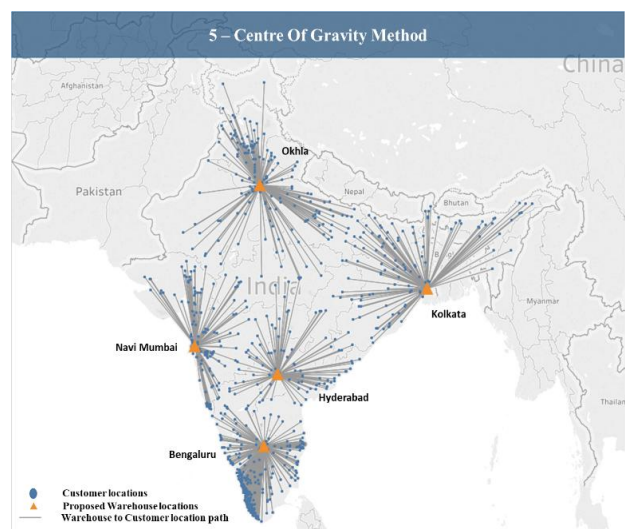 5 – Centre Of Gravity Method
China
Afghanistan
Okhla
Pakistan
Nepal
Bhutan
India
Myanmar
Kolkata
Navi Mumbai
Hyderabad
Thailan
Bengaluru
Customer locations
Proposed Warehouse locations
Warehouse to Customer location path